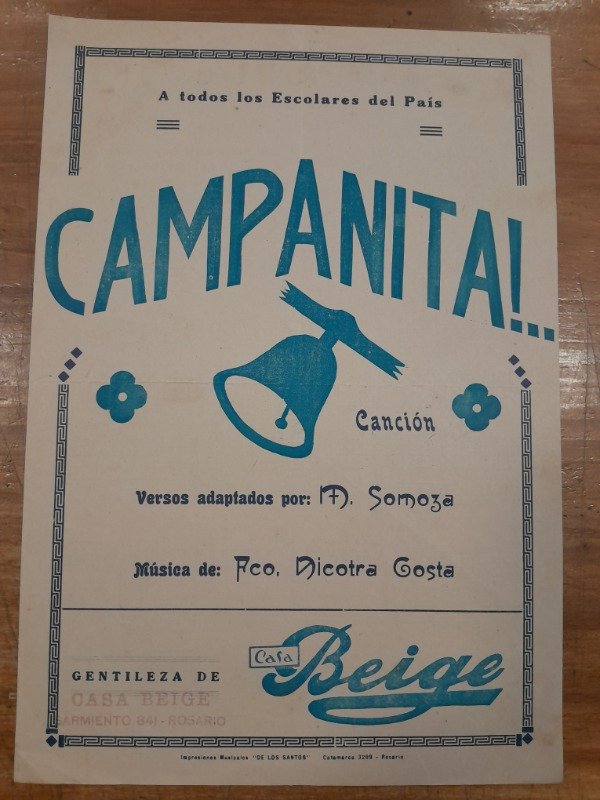 A todos los Escolares del País
CAMPANITA!...
Canción
Versos adaptados por: M. Somoza
Música de: Fco. Nicotra Costa
GENTILEZA DE
Casa Beige
CASA BEIGE
SARMIENTO 841 - ROSARIO
Impresiones Musicales "DE LOS SANTOS" Catamarca 3209 - Rosario